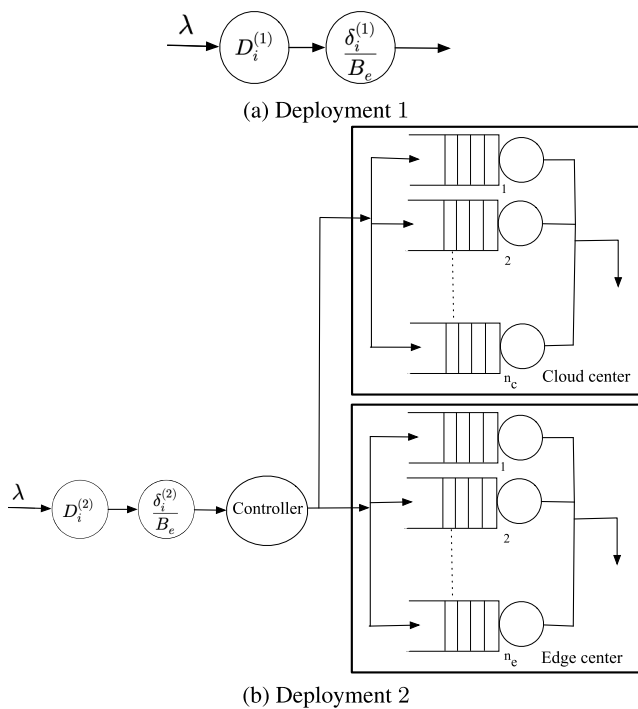 λ
D_i^(1)
δ_i^(1)
B_e
(a) Deployment 1
1
2
n_c
Cloud center
λ
D_i^(2)
δ_i^(2)
B_e
Controller
1
2
n_e
Edge center
(b) Deployment 2